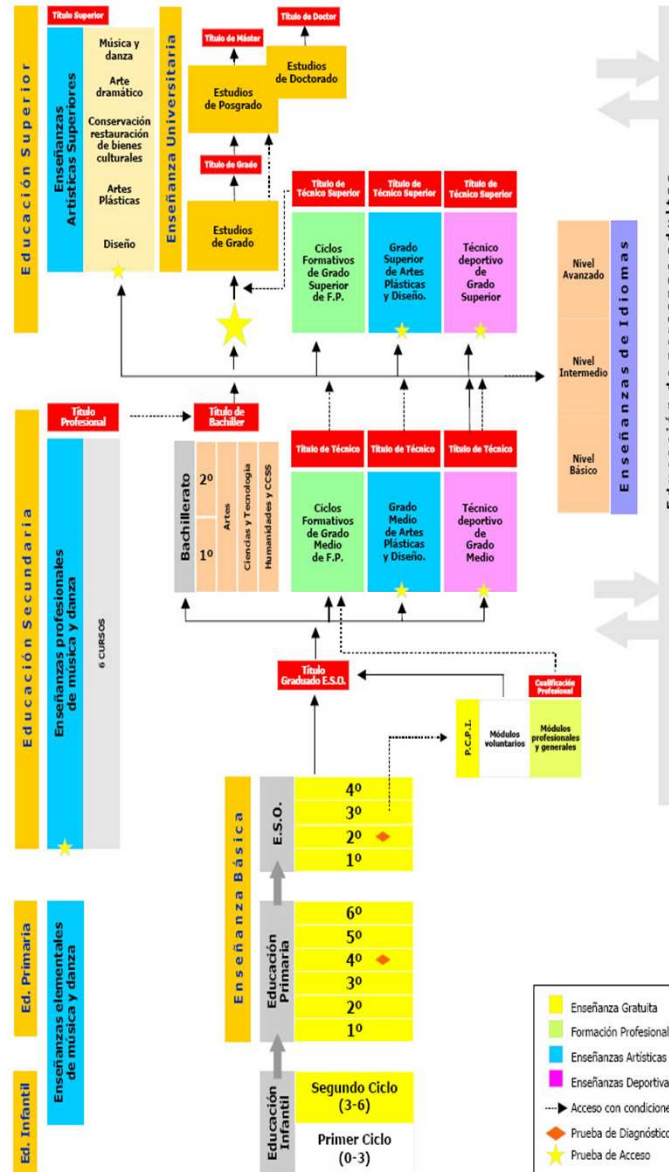 Educación Superior
Título Superior
Enseñanzas
Artísticas Superiores
Música y
danza
Arte
dramático
Conservación
restauración
de bienes
culturales
Artes
Plásticas
Diseño
Enseñanza Universitaria
Título de Máster
Título de Doctor
Estudios
de Posgrado
Estudios
de Doctorado
Título de Grado
Estudios
de Grado
Título de
Técnico Superior
Título de
Técnico Superior
Título de
Técnico Superior
Ciclos
Formativos
de Grado
Superior
de F.P.
Grado
Superior
de Artes
Plásticas
y Diseño.
Técnico
deportivo
de
Grado
Superior
Nivel
Avanzado
Nivel
Intermedio
Nivel
Básico
Enseñanzas de Idiomas
Educación Secundaria
Título
Profesional
Enseñanzas profesionales
de música y danza
6 CURSOS
Título de
Bachiller
Bachillerato
2º
1º
Artes
Ciencias y Tecnología
Humanidades y CCSS
Título de Técnico
Título de Técnico
Título de Técnico
Ciclos
Formativos
de Grado
Medio
de F.P.
Grado
Medio
de Artes
Plásticas
y Diseño.
Técnico
deportivo
de
Grado
Medio
Título
Graduado E.S.O.
Cualificación
Profesional
P.C.P.I.
Módulos
voluntarios
Módulos
profesionales
y generales
Enseñanza Básica
E.S.O.
4º
3º
2º
1º
Ed. Primaria
Enseñanzas elementales
de música y danza
Educación
Primaria
6º
5º
4º
3º
2º
1º
Ed. Infantil
Educación
Infantil
Segundo Ciclo
(3-6)
Primer Ciclo
(0-3)
Enseñanza Gratuita
Formación Profesional
Enseñanzas Artísticas
Enseñanzas Deportiva
Acceso con condicione
Prueba de Diagnóstico
Prueba de Acceso